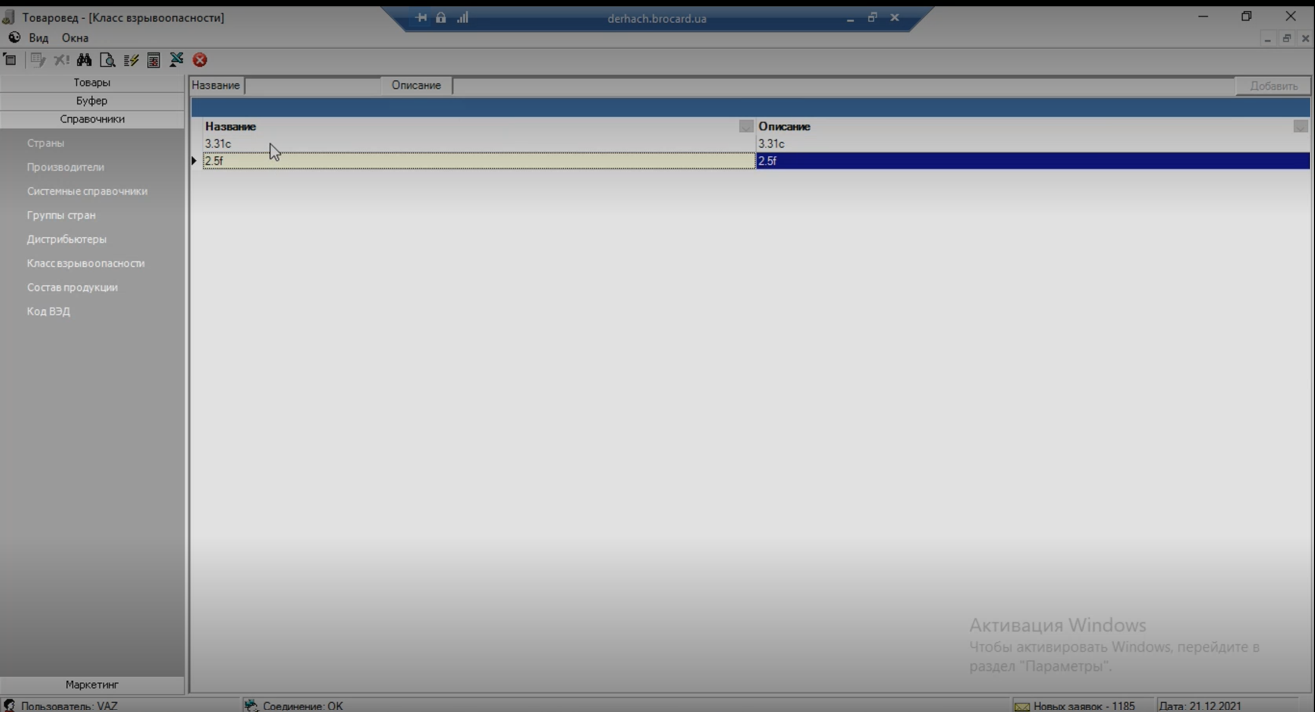 Товаровед - [Класс взрывоопасности]
derhach.brocard.ua
Вид Окна
Товары
Буфер
Справочники
Страны
Производители
Системные справочники
Группы стран
Дистрибьютеры
Класс взрывоопасности
Состав продукции
Код ВЭД
Маркетинг
Название Описание Добавить
Название Описание
3.31c 3.31c
2.5f 2.5f
Активация Windows
Чтобы активировать Windows, перейдите в
раздел "Параметры".
Пользователь: VAZ Соединение: OK Новых заявок - 1185 Дата: 21.12.2021